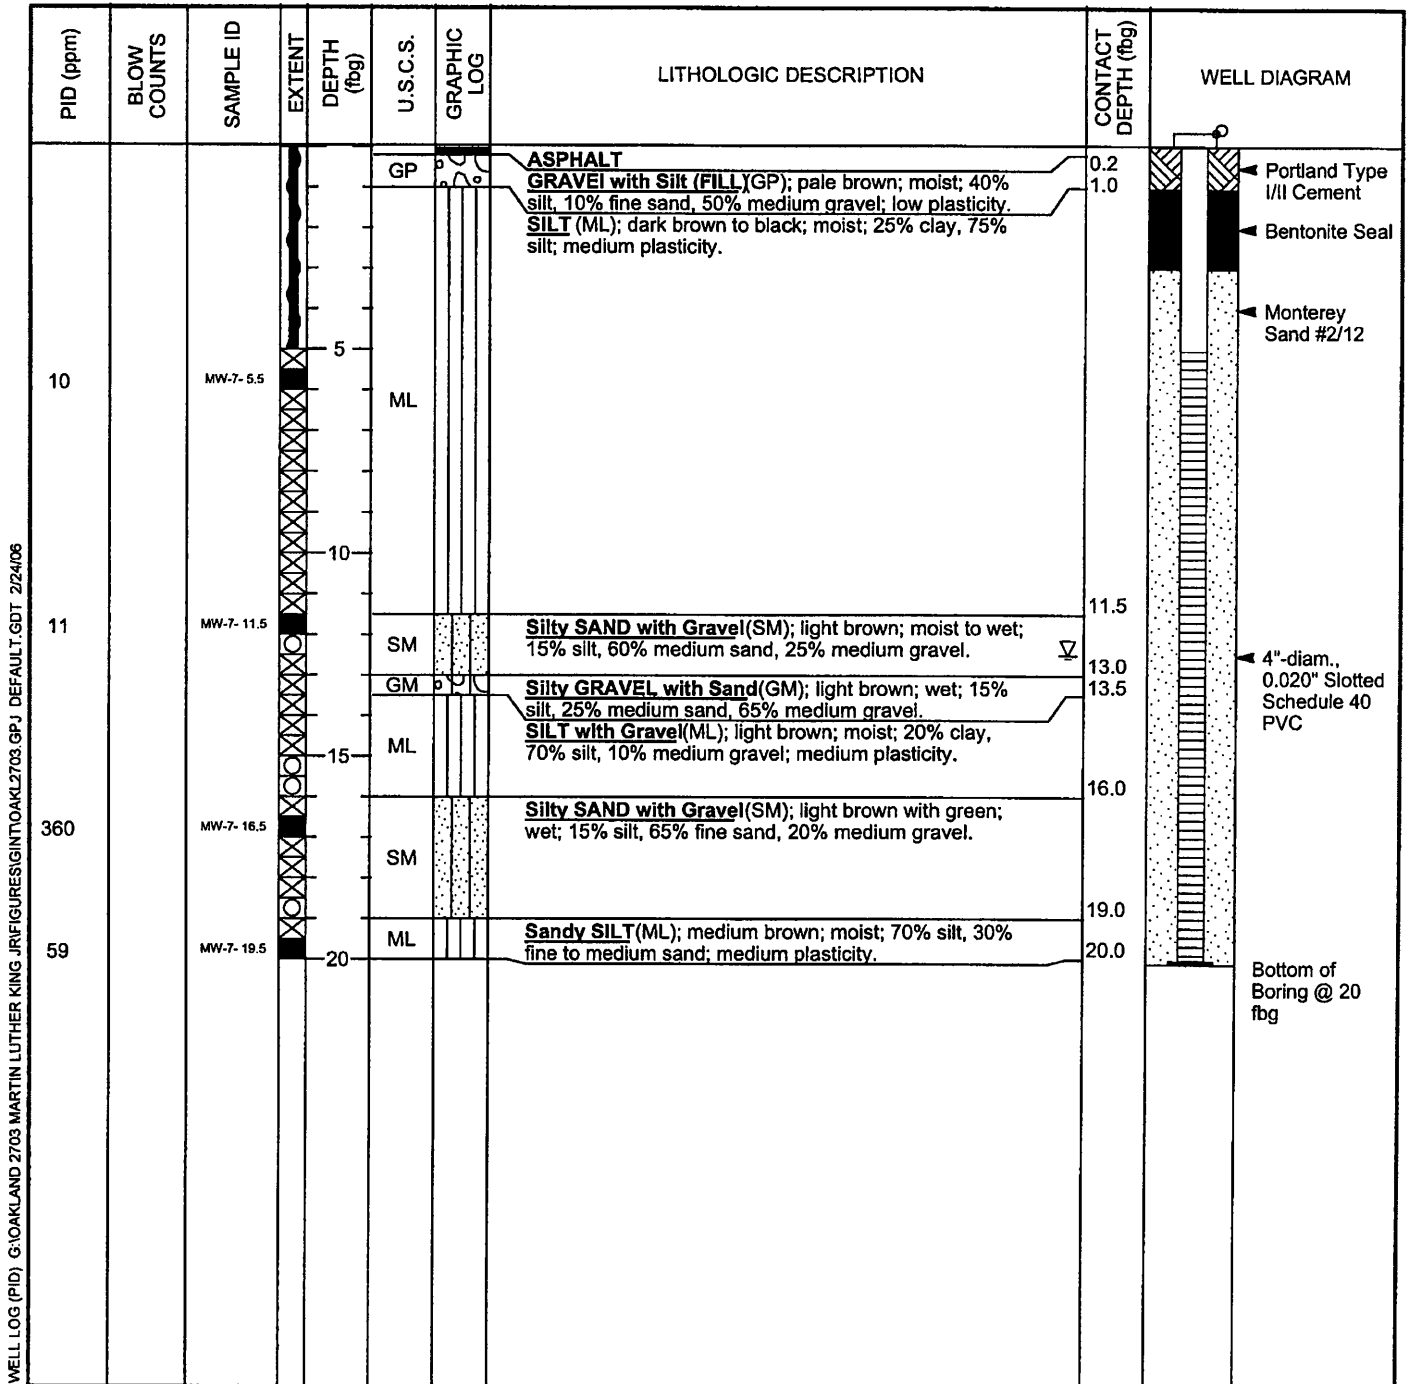 PID (ppm)
BLOW
COUNTS
SAMPLE ID
EXTENT
DEPTH
(fbg)
U.S.C.S.
GRAPHIC
LOG
LITHOLOGIC DESCRIPTION
CONTACT
DEPTH (fbg)
WELL DIAGRAM
GP
ASPHALT
GRAVEl with Silt (FILL)(GP); pale brown; moist; 40%
silt, 10% fine sand, 50% medium gravel; low plasticity.
SILT (ML); dark brown to black; moist; 25% clay, 75%
silt; medium plasticity.
0.2
1.0
Portland Type
I/II Cement
Bentonite Seal
Monterey
Sand #2/12
5
10
MW-7- 5.5
ML
10
11.5
11
MW-7- 11.5
SM
Silty SAND with Gravel(SM); light brown; moist to wet;
15% silt, 60% medium sand, 25% medium gravel.
13.0
GM
Silty GRAVEL with Sand(GM); light brown; wet; 15%
silt, 25% medium sand, 65% medium gravel.
13.5
4"-diam.,
0.020" Slotted
Schedule 40
PVC
ML
SILT with Gravel(ML); light brown; moist; 20% clay,
70% silt, 10% medium gravel; medium plasticity.
15
16.0
360
MW-7- 16.5
SM
Silty SAND with Gravel(SM); light brown with green;
wet; 15% silt, 65% fine sand, 20% medium gravel.
19.0
59
MW-7- 19.5
ML
Sandy SILT(ML); medium brown; moist; 70% silt, 30%
fine to medium sand; medium plasticity.
20.0
20
Bottom of
Boring @ 20
fbg
WELL LOG (PID) G:\OAKLAND 2703 MARTIN LUTHER KING JR\FIGURES\GINT\OAKL2703.GPJ DEFAULT.GDT 2/24/06